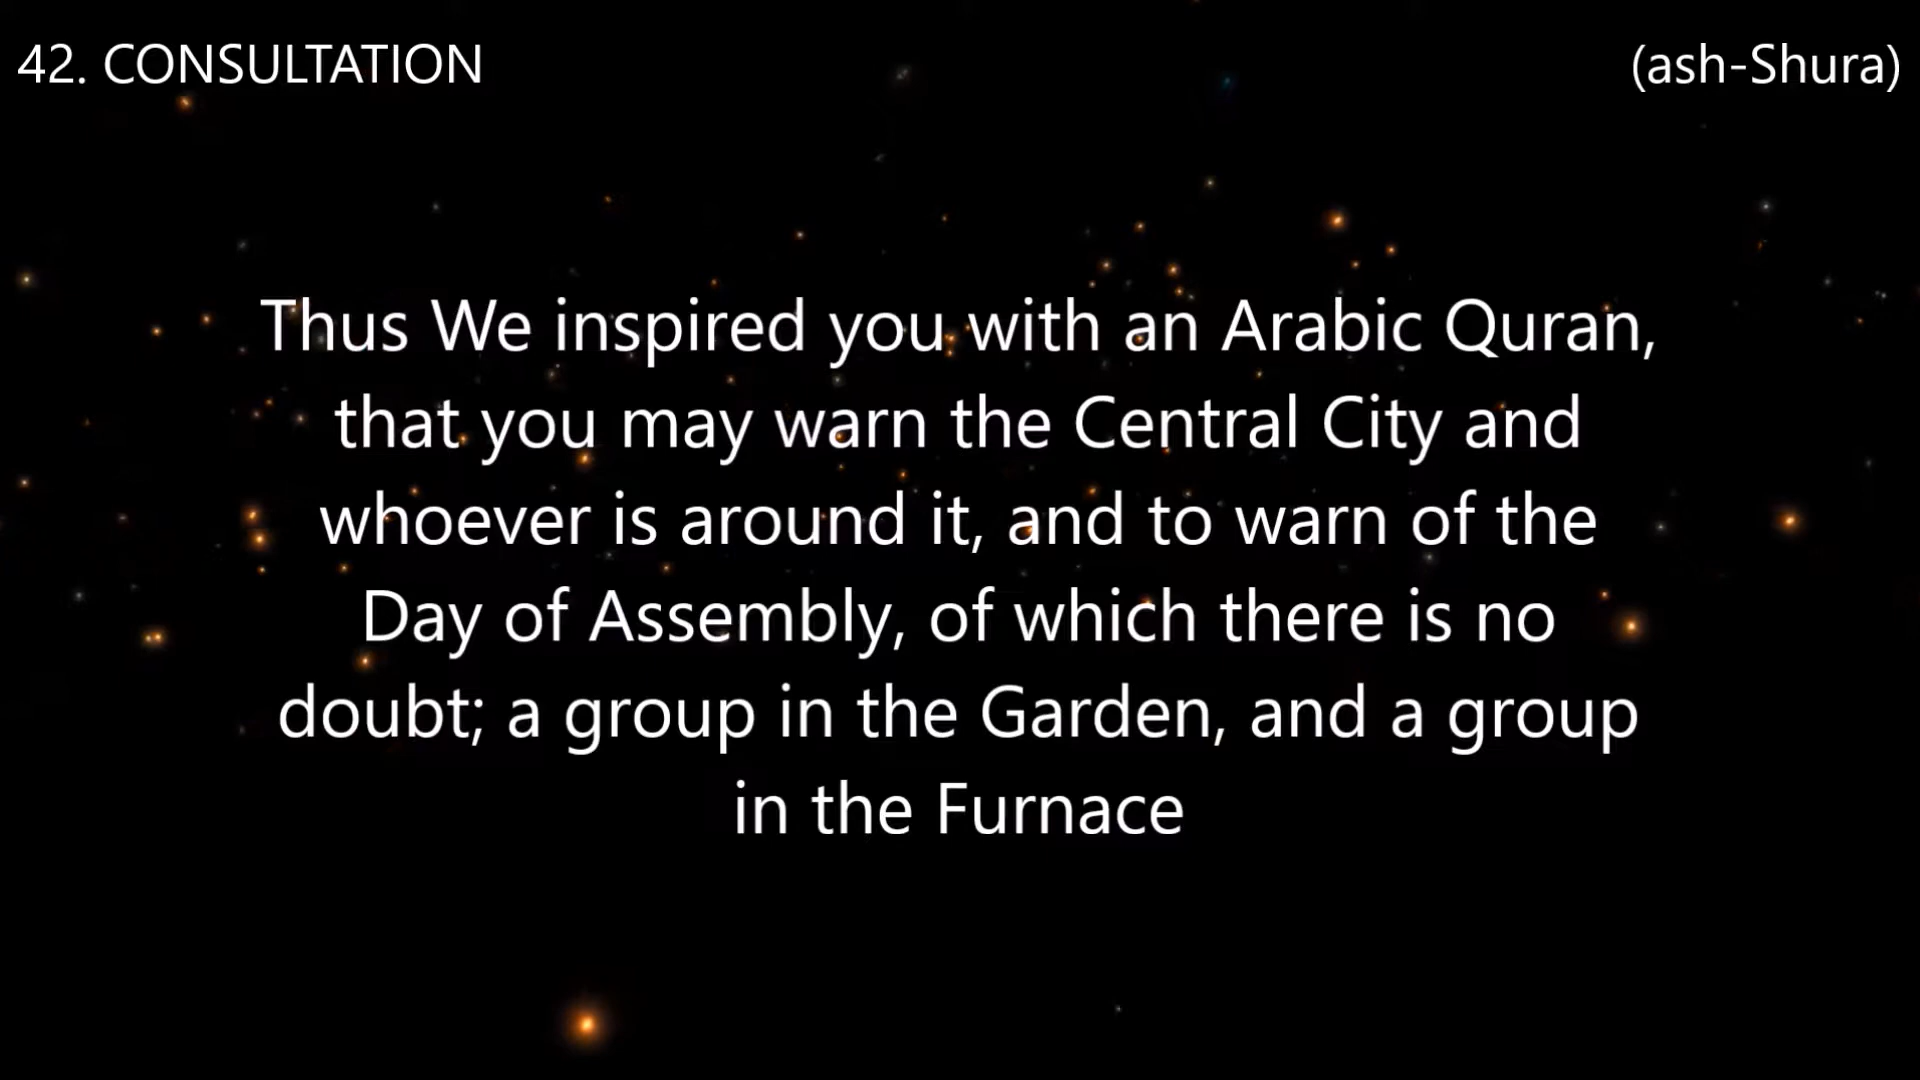 42. CONSULTATION (ash-Shura)
Thus We inspired you with an Arabic Quran,
that you may warn the Central City and
whoever is around it, and to warn of the
Day of Assembly, of which there is no
doubt; a group in the Garden, and a group
in the Furnace